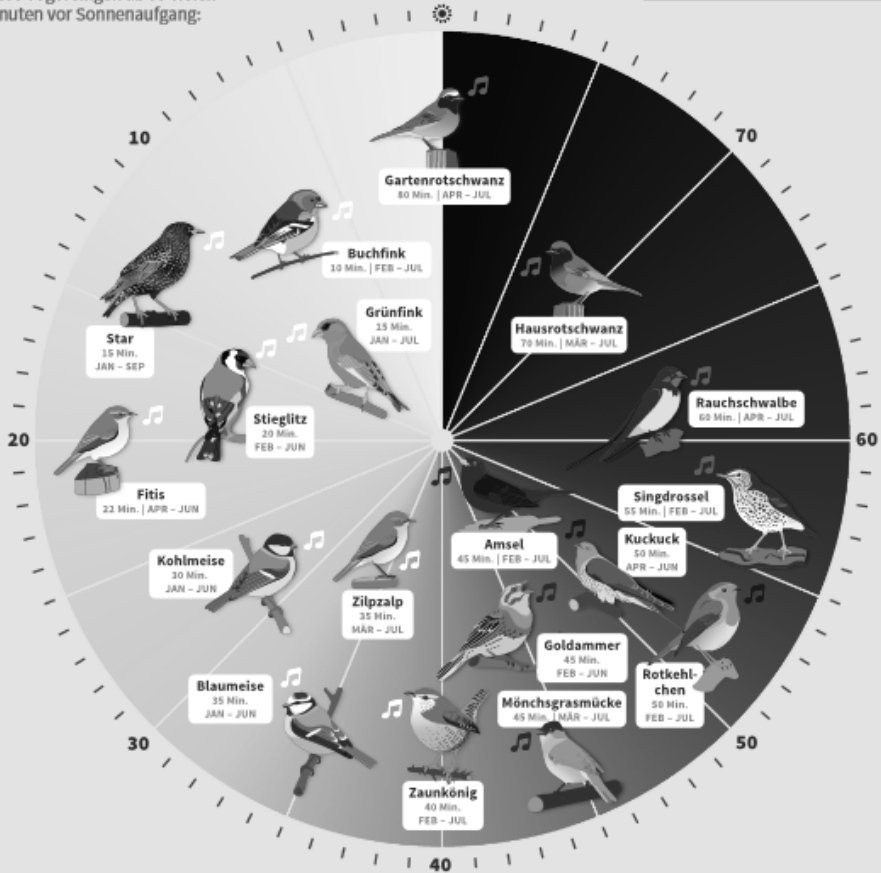 nuten vor Sonnenaufgang:
10
70
Gartenrotschwanz
80 Min. | APR – JUL
Buchfink
10 Min. | FEB – JUL
Grünfink
15 Min.
JAN – JUL
Hausrotschwanz
70 Min. | MÄR – JUL
Star
15 Min.
JAN – SEP
Stieglitz
20 Min.
FEB – JUN
Rauchschwalbe
60 Min. | APR – JUL
20
60
Fitis
22 Min. | APR – JUN
Singdrossel
55 Min. | FEB – JUL
Amsel
45 Min. | FEB – JUL
Kuckuck
50 Min.
APR – JUN
Kohlmeise
30 Min.
JAN – JUN
Zilpzalp
35 Min.
MÄR – JUL
Goldammer
45 Min.
FEB – JUN
Rotkehl-
chen
50 Min.
FEB – JUL
Blaumeise
35 Min.
JAN – JUN
Mönchsgrasmücke
45 Min. | MÄR – JUL
30
50
Zaunkönig
40 Min.
FEB – JUL
40